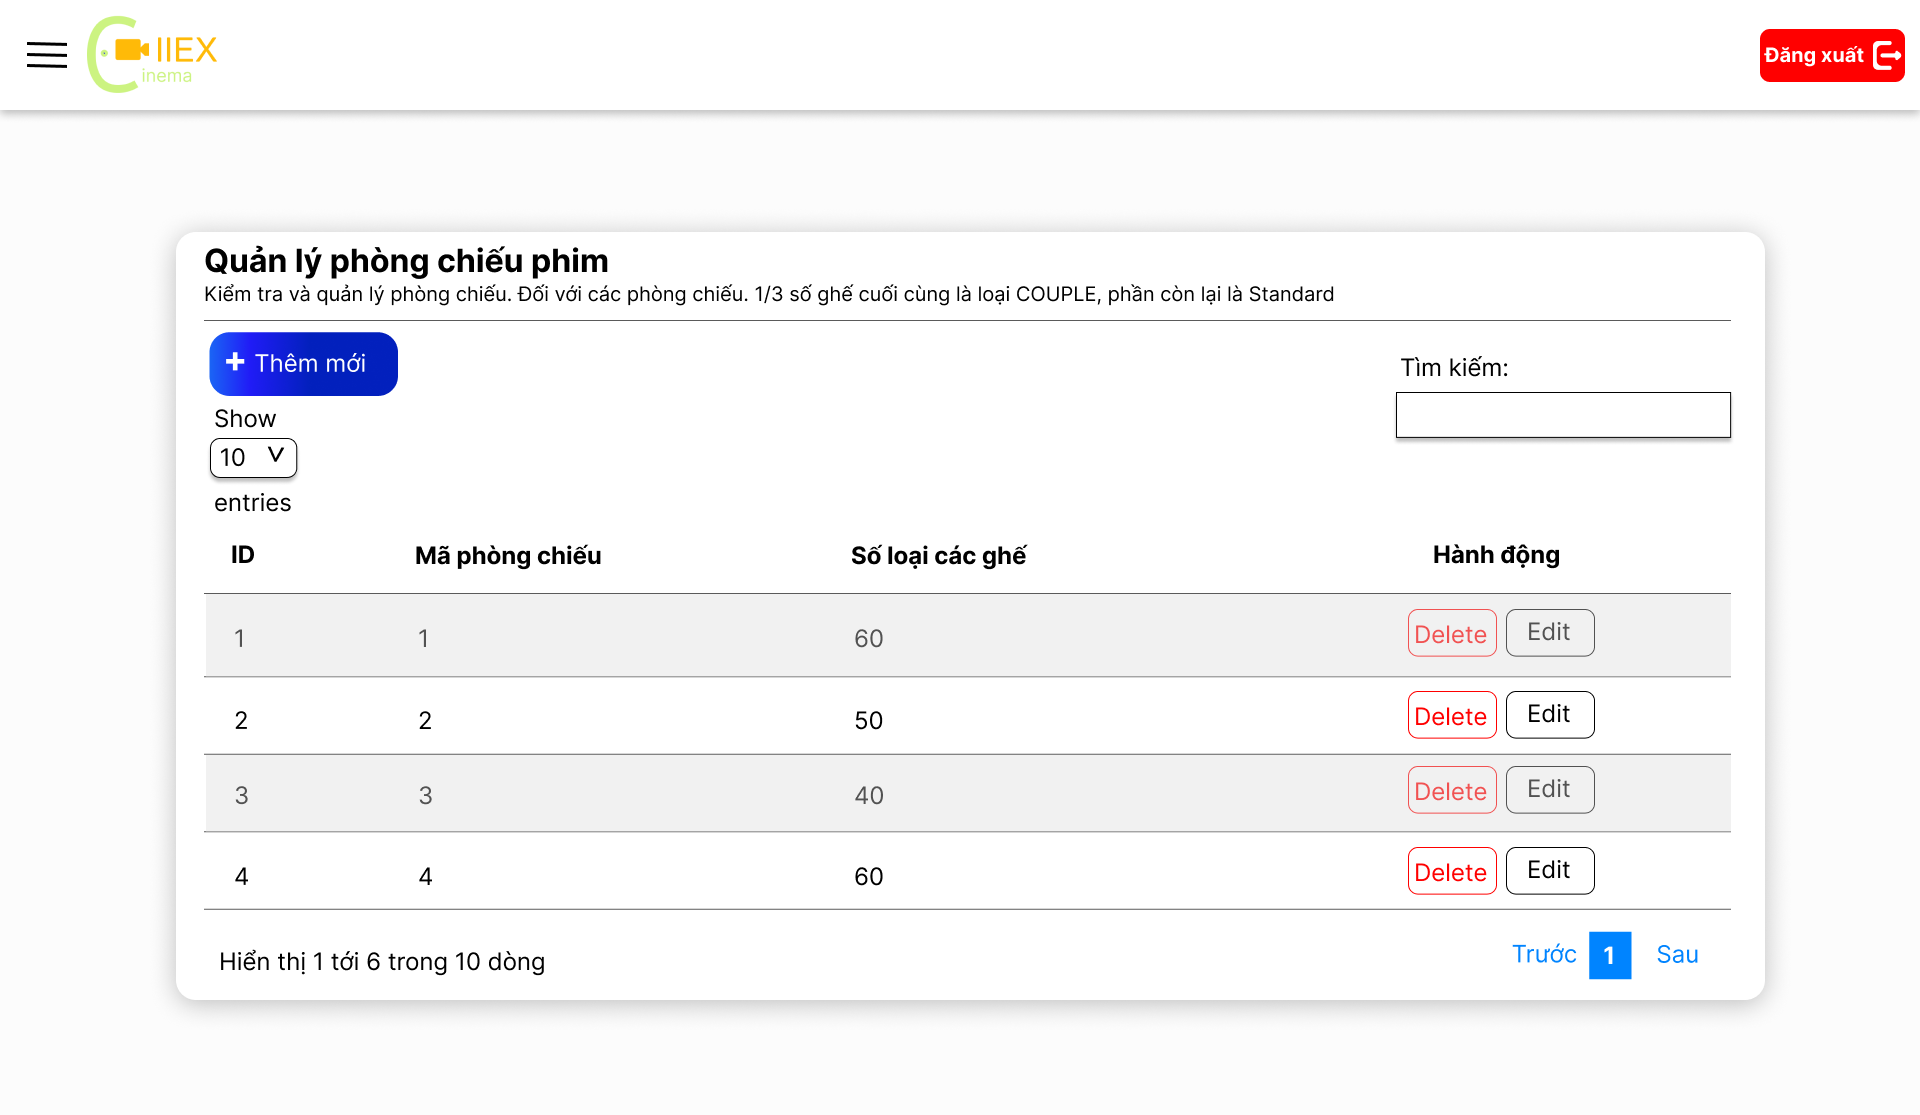 IIEX
inema
Đăng xuất
Quản lý phòng chiếu phim
Kiểm tra và quản lý phòng chiếu. Đối với các phòng chiếu. 1/3 số ghế cuối cùng là loại COUPLE, phần còn lại là Standard
+ Thêm mới
Tìm kiếm:
Show
10 V
entries
ID Mã phòng chiếu Số loại các ghế Hành động
1 1 60 Delete Edit
2 2 50 Delete Edit
3 3 40 Delete Edit
4 4 60 Delete Edit
Hiển thị 1 tới 6 trong 10 dòng
Trước 1 Sau